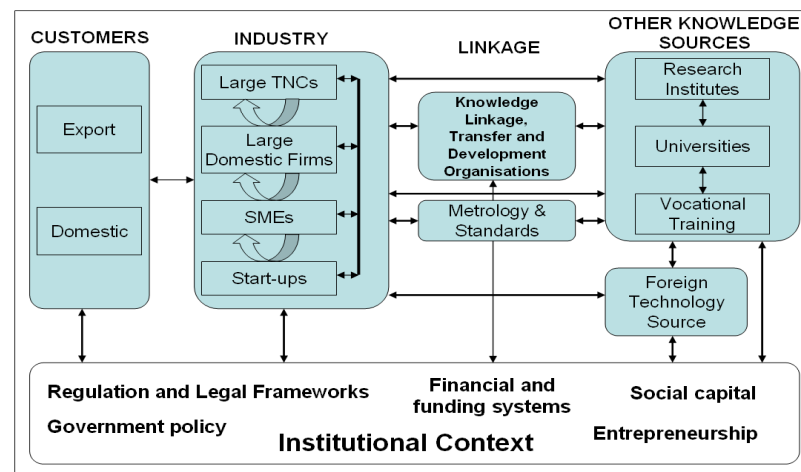 CUSTOMERS
Export
Domestic
INDUSTRY
Large TNCs
Large
Domestic Firms
SMEs
Start-ups
LINKAGE
Knowledge
Linkage,
Transfer and
Development
Organisations
Metrology &
Standards
OTHER KNOWLEDGE
SOURCES
Research
Institutes
Universities
Vocational
Training
Foreign
Technology
Source
Regulation and Legal Frameworks
Government policy
Financial and
funding systems
Social capital
Entrepreneurship
Institutional Context